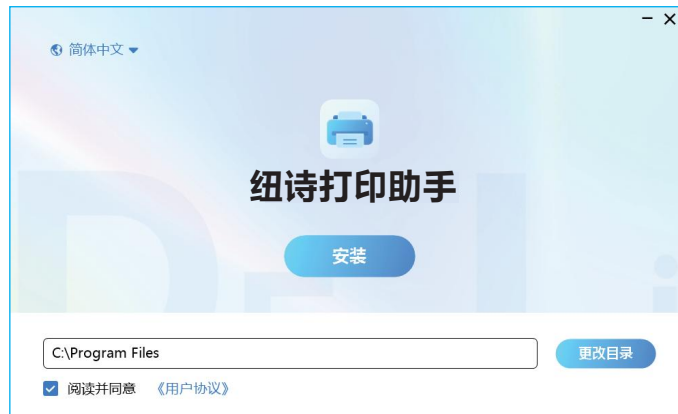 简体中文
纽诗打印助手
安装
C:\Program Files
更改目录
阅读并同意 《用户协议》